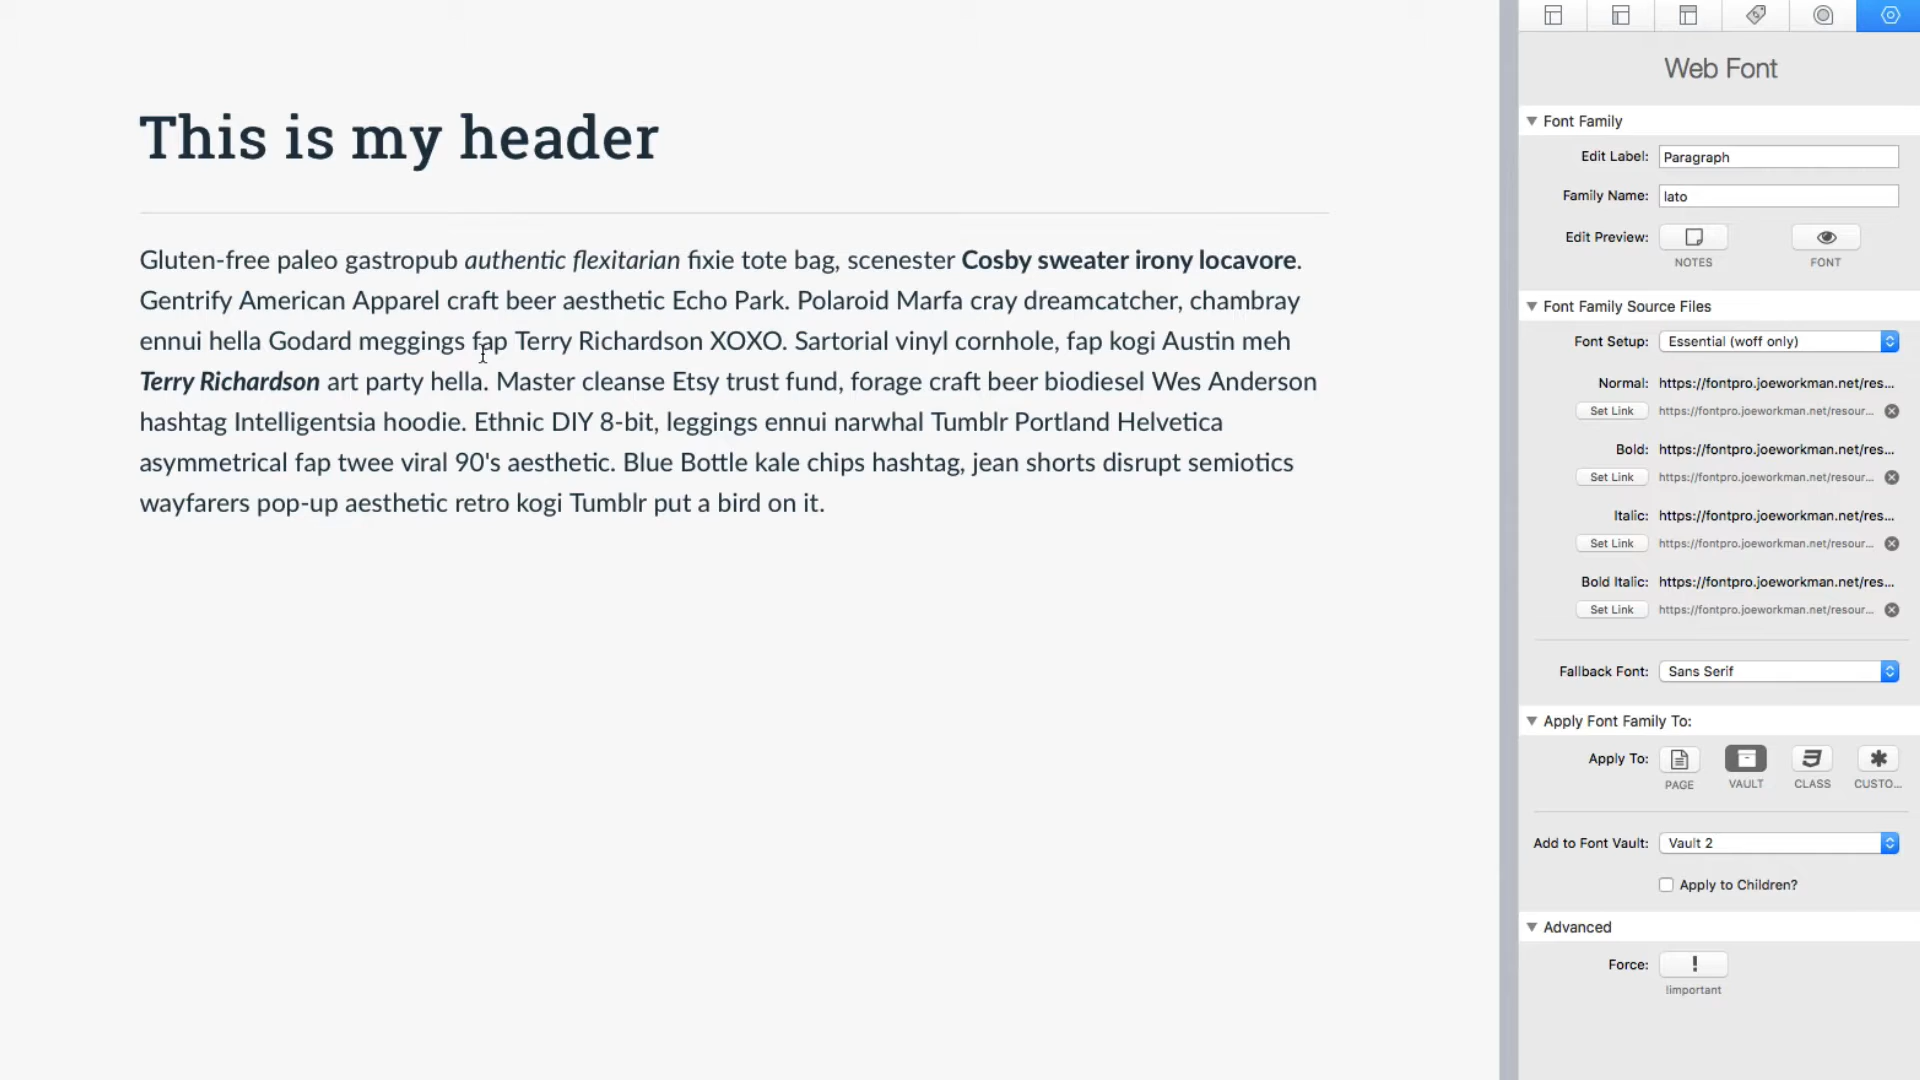 This is my header
Gluten-free paleo gastropub authentic flexitarian fixie tote bag, scenester Cosby sweater irony locavore.
Gentrify American Apparel craft beer aesthetic Echo Park. Polaroid Marfa cray dreamcatcher, chambray
ennui hella Godard meggings fap Terry Richardson XOXO. Sartorial vinyl cornhole, fap kogi Austin meh
Terry Richardson art party hella. Master cleanse Etsy trust fund, forage craft beer biodiesel Wes Anderson
hashtag Intelligentsia hoodie. Ethnic DIY 8-bit, leggings ennui narwhal Tumblr Portland Helvetica
asymmetrical fap twee viral 90's aesthetic. Blue Bottle kale chips hashtag, jean shorts disrupt semiotics
wayfarers pop-up aesthetic retro kogi Tumblr put a bird on it.
Web Font
Font Family
Edit Label: Paragraph
Family Name: lato
Edit Preview:
NOTES FONT
Font Family Source Files
Font Setup: Essential (woff only)
Normal: https://fontpro.joeworkman.net/res...
Set Link https://fontpro.joeworkman.net/resour...
Bold: https://fontpro.joeworkman.net/res...
Set Link https://fontpro.joeworkman.net/resour...
Italic: https://fontpro.joeworkman.net/res...
Set Link https://fontpro.joeworkman.net/resour...
Bold Italic: https://fontpro.joeworkman.net/res...
Set Link https://fontpro.joeworkman.net/resour...
Fallback Font: Sans Serif
Apply Font Family To:
Apply To:
PAGE VAULT CLASS CUSTO...
Add to Font Vault: Vault 2
Apply to Children?
Advanced
Force: !
!important